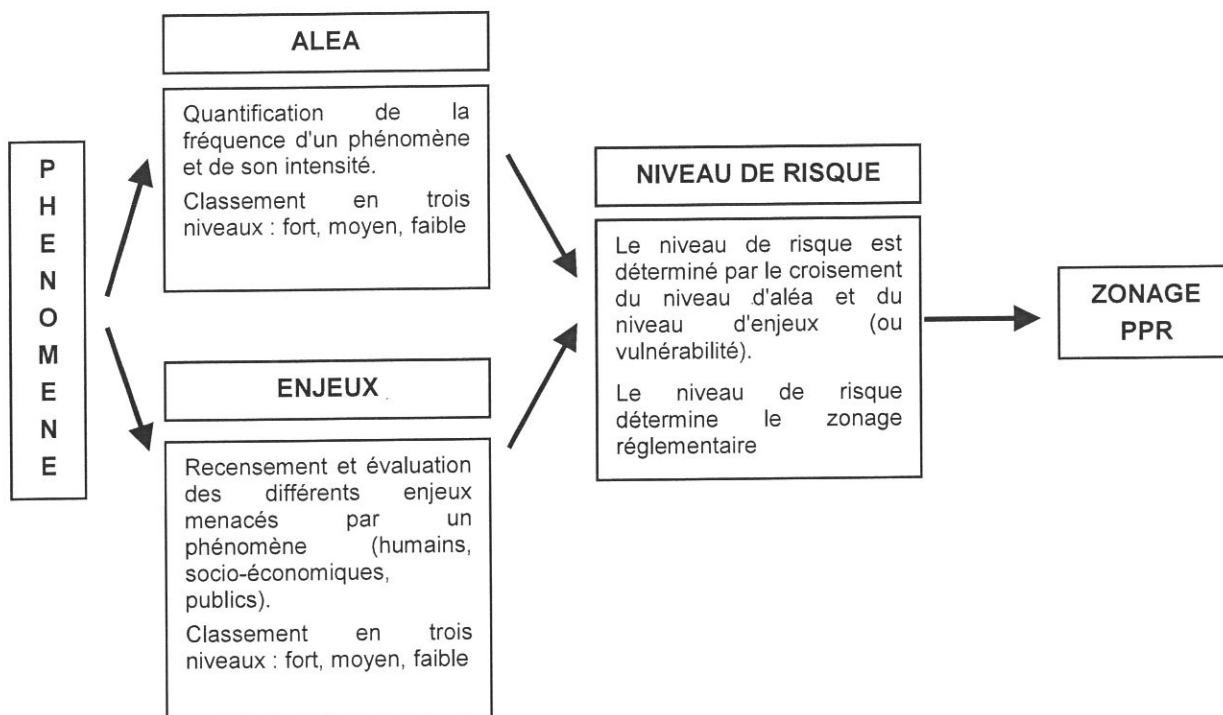 P
H
E
N
O
M
E
N
E
ALEA
Quantification de la
fréquence d'un phénomène
et de son intensité.
Classement en trois
niveaux : fort, moyen, faible
ENJEUX
Recensement et évaluation
des différents enjeux
menacés par un
phénomène (humains,
socio-économiques,
publics).
Classement en trois
niveaux : fort, moyen, faible
NIVEAU DE RISQUE
Le niveau de risque est
déterminé par le croisement
du niveau d'aléa et du
niveau d'enjeux (ou
vulnérabilité).
Le niveau de risque
détermine le zonage
réglementaire
ZONAGE
PPR